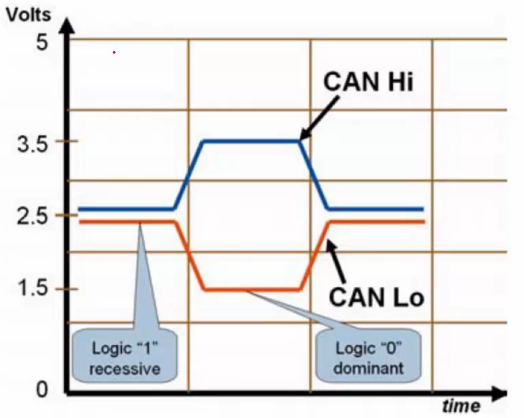 Volts
5
CAN Hi
3.5
2.5
1.5
CAN Lo
Logic “1”
recessive
Logic “0”
dominant
0
time